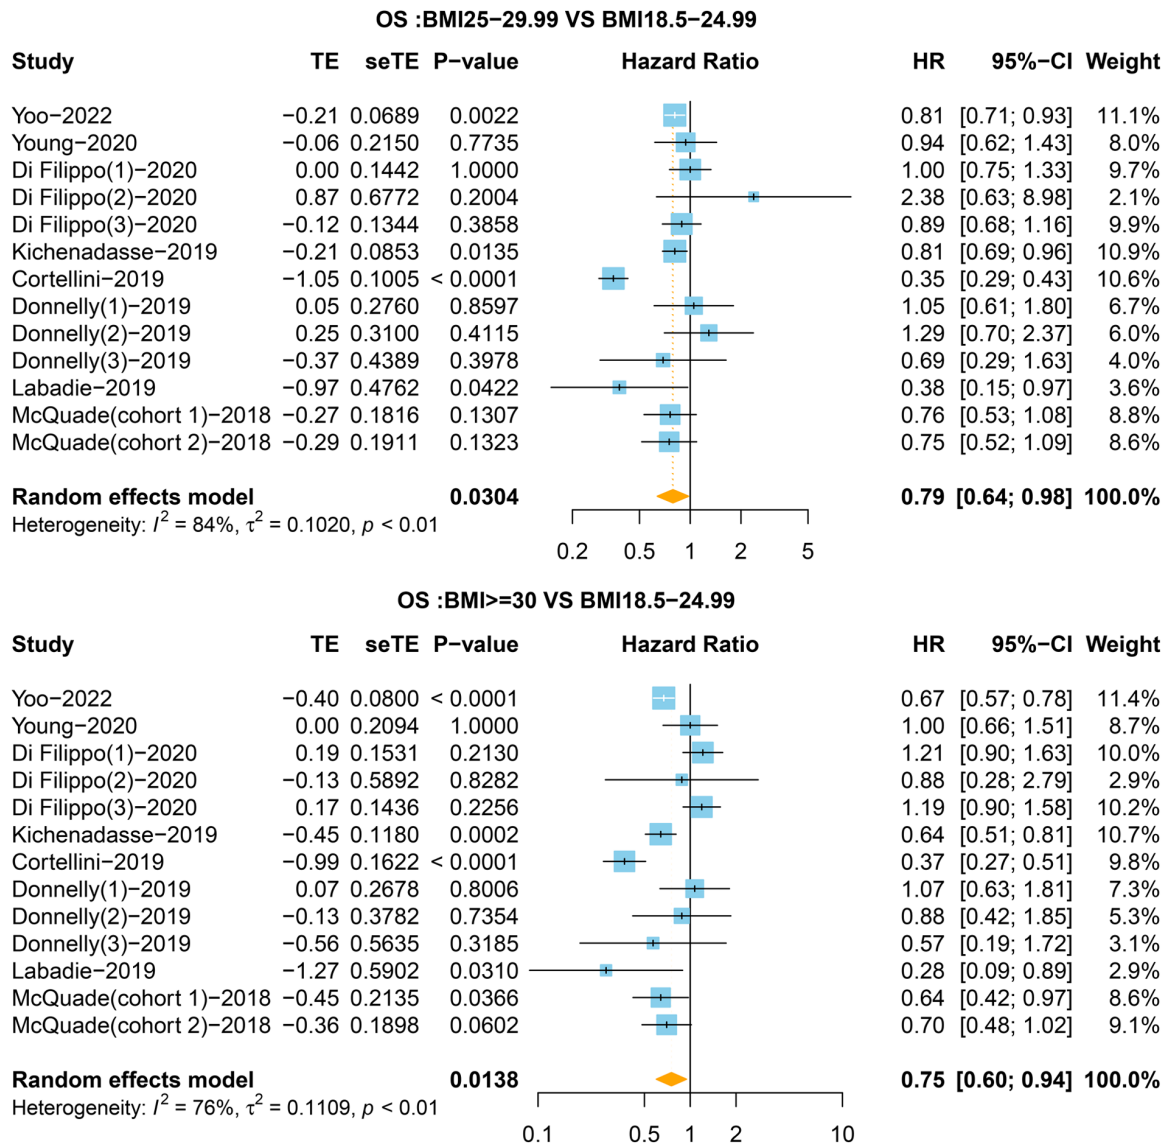 OS :BMI25−29.99 VS BMI18.5−24.99
Study TE seTE P−value Hazard Ratio HR 95%−CI Weight
Yoo−2022 −0.21 0.0689 0.0022 0.81 [0.71; 0.93] 11.1%
Young−2020 −0.06 0.2150 0.7735 0.94 [0.62; 1.43] 8.0%
Di Filippo(1)−2020 0.00 0.1442 1.0000 1.00 [0.75; 1.33] 9.7%
Di Filippo(2)−2020 0.87 0.6772 0.2004 2.38 [0.63; 8.98] 2.1%
Di Filippo(3)−2020 −0.12 0.1344 0.3858 0.89 [0.68; 1.16] 9.9%
Kichenadasse−2019 −0.21 0.0853 0.0135 0.81 [0.69; 0.96] 10.9%
Cortellini−2019 −1.05 0.1005 < 0.0001 0.35 [0.29; 0.43] 10.6%
Donnelly(1)−2019 0.05 0.2760 0.8597 1.05 [0.61; 1.80] 6.7%
Donnelly(2)−2019 0.25 0.3100 0.4115 1.29 [0.70; 2.37] 6.0%
Donnelly(3)−2019 −0.37 0.4389 0.3978 0.69 [0.29; 1.63] 4.0%
Labadie−2019 −0.97 0.4762 0.0422 0.38 [0.15; 0.97] 3.6%
McQuade(cohort 1)−2018 −0.27 0.1816 0.1307 0.76 [0.53; 1.08] 8.8%
McQuade(cohort 2)−2018 −0.29 0.1911 0.1323 0.75 [0.52; 1.09] 8.6%
Random effects model 0.0304 0.79 [0.64; 0.98] 100.0%
Heterogeneity: I² = 84%, τ² = 0.1020, p < 0.01
0.2 0.5 1 2 5
OS :BMI>=30 VS BMI18.5−24.99
Study TE seTE P−value Hazard Ratio HR 95%−CI Weight
Yoo−2022 −0.40 0.0800 < 0.0001 0.67 [0.57; 0.78] 11.4%
Young−2020 0.00 0.2094 1.0000 1.00 [0.66; 1.51] 8.7%
Di Filippo(1)−2020 0.19 0.1531 0.2130 1.21 [0.90; 1.63] 10.0%
Di Filippo(2)−2020 −0.13 0.5892 0.8282 0.88 [0.28; 2.79] 2.9%
Di Filippo(3)−2020 0.17 0.1436 0.2256 1.19 [0.90; 1.58] 10.2%
Kichenadasse−2019 −0.45 0.1180 0.0002 0.64 [0.51; 0.81] 10.7%
Cortellini−2019 −0.99 0.1622 < 0.0001 0.37 [0.27; 0.51] 9.8%
Donnelly(1)−2019 0.07 0.2678 0.8006 1.07 [0.63; 1.81] 7.3%
Donnelly(2)−2019 −0.13 0.3782 0.7354 0.88 [0.42; 1.85] 5.3%
Donnelly(3)−2019 −0.56 0.5635 0.3185 0.57 [0.19; 1.72] 3.1%
Labadie−2019 −1.27 0.5902 0.0310 0.28 [0.09; 0.89] 2.9%
McQuade(cohort 1)−2018 −0.45 0.2135 0.0366 0.64 [0.42; 0.97] 8.6%
McQuade(cohort 2)−2018 −0.36 0.1898 0.0602 0.70 [0.48; 1.02] 9.1%
Random effects model 0.0138 0.75 [0.60; 0.94] 100.0%
Heterogeneity: I² = 76%, τ² = 0.1109, p < 0.01
0.1 0.5 1 2 10